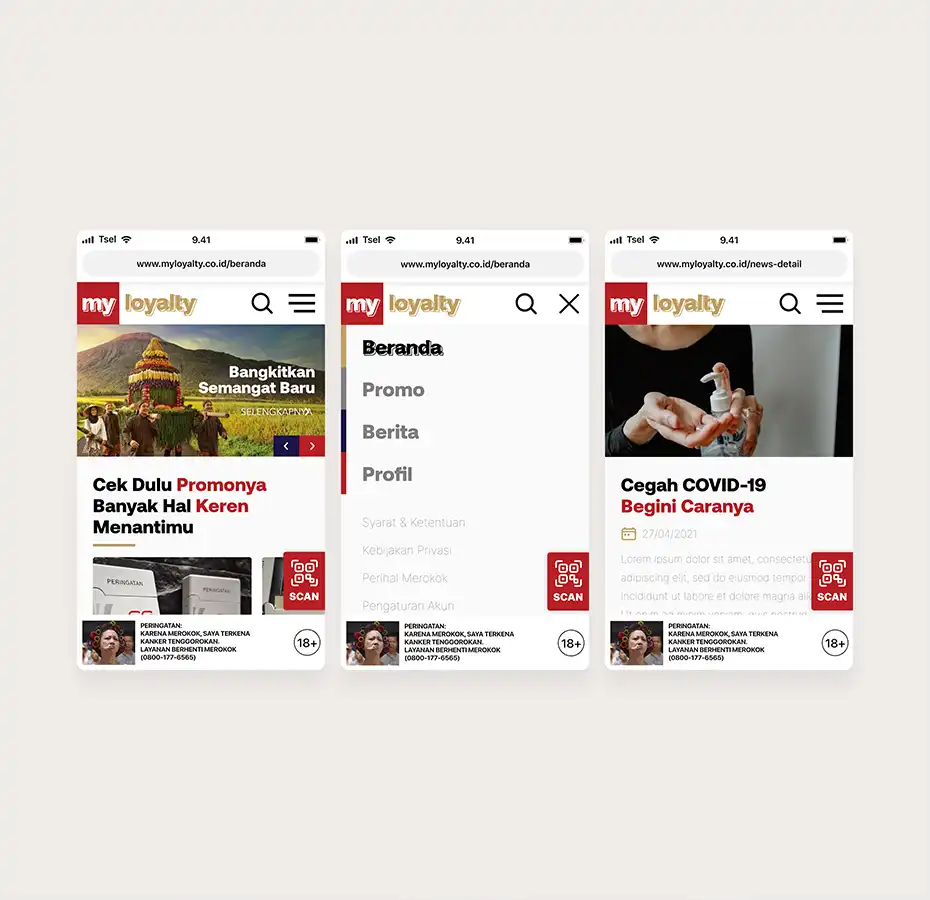 Tsel 9.41
www.myloyalty.co.id/beranda
my loyalty
Bangkitkan
Semangat Baru
SELENGKAPNYA
Cek Dulu Promonya
Banyak Hal Keren
Menantimu
PERINGATAN
PERINGATAN
SCAN
PERINGATAN:
KARENA MEROKOK, SAYA TERKENA
KANKER TENGGOROKAN.
LAYANAN BERHENTI MEROKOK
(0800-177-6565)
18+
Tsel 9.41
www.myloyalty.co.id/beranda
my loyalty
Beranda
Promo
Berita
Profil
Syarat & Ketentuan
Kebijakan Privasi
Perihal Merokok
Pengaturan Akun
SCAN
PERINGATAN:
KARENA MEROKOK, SAYA TERKENA
KANKER TENGGOROKAN.
LAYANAN BERHENTI MEROKOK
(0800-177-6565)
18+
Tsel 9.41
www.myloyalty.co.id/news-detail
my loyalty
Cegah COVID-19
Begini Caranya
27/04/2021
Lorem ipsum dolor sit amet, consectetu
adipiscing elit, sed do eiusmod tempor
incididunt ut labore et dolore magna
SCAN
PERINGATAN:
KARENA MEROKOK, SAYA TERKENA
KANKER TENGGOROKAN.
LAYANAN BERHENTI MEROKOK
(0800-177-6565)
18+